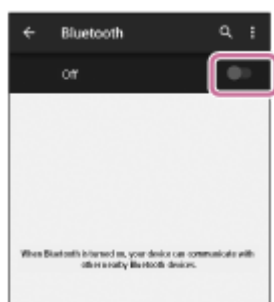 Bluetooth
Off
When Bluetooth is turned on, your device can communicate with
other nearby Bluetooth devices.